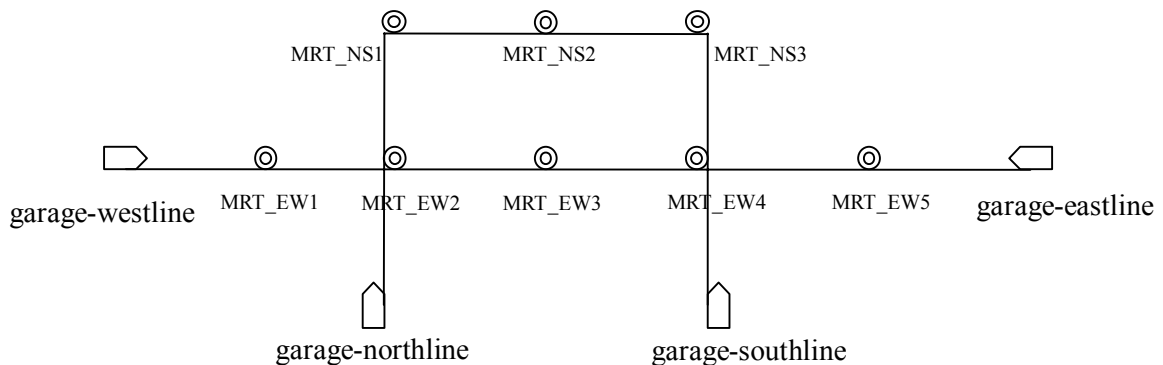 MRT_NS1 MRT_NS2 MRT_NS3
MRT_EW1 MRT_EW2 MRT_EW3 MRT_EW4 MRT_EW5
garage-westline garage-eastline
garage-northline garage-southline